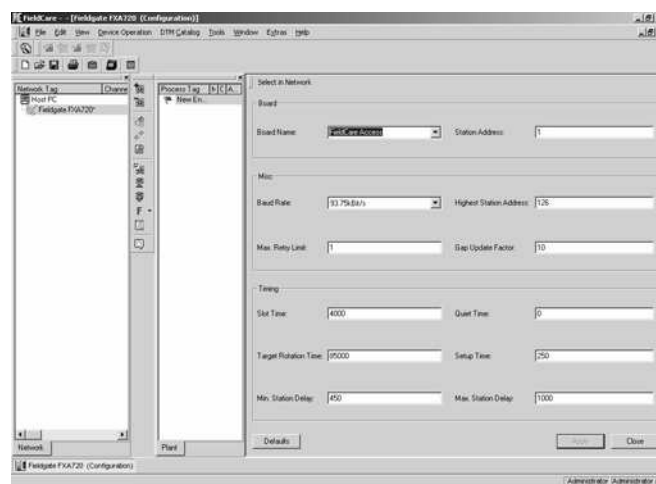 FieldCare - - [Fieldgate FXA720 (Configuration)]
File Edit View Device Operation DTM Catalog Tools Window Extras Help
Network Tag Channe
Host PC
Fieldgate FXA720*
Process Tag
New En...
F
Select in Network
Board
Board Name: FieldCare Access Station Address: 1
Misc
Baud Rate: 93.75kBit/s Highest Station Address: 126
Max. Retry Limit: 1 Gap Update Factor: 10
Timing
Slot Time: 4000 Quiet Time: 0
Target Rotation Time: 85000 Setup Time: 250
Min. Station Delay: 450 Max. Station Delay: 1000
Defaults Apply Close
Network Plant
Fieldgate FXA720 (Configuration)
Administrator Administrator